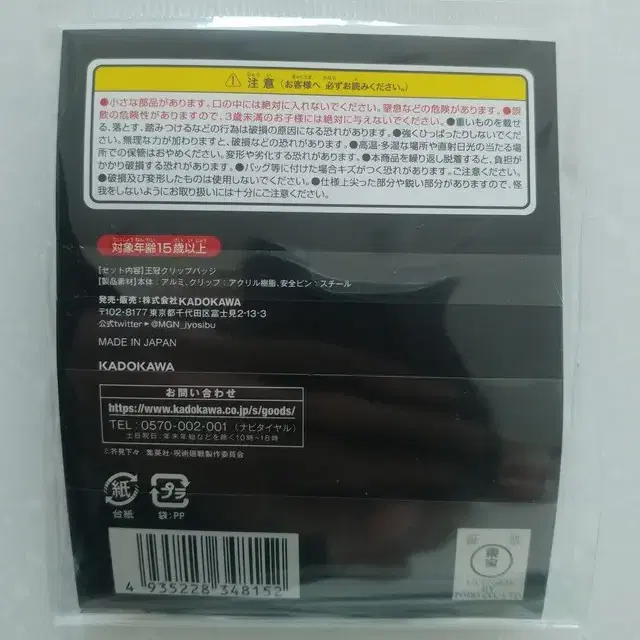 注意(お客様へ 必ずお読みください。)
●小さな部品があります。口の中には絶対に入れないでください。窒息などの危険があります。●誤
飲の危険性がありますので、3歳未満のお子様には絶対に与えないでください。●重いものを載せ
る、落とす、踏みつけるなどの行為は破損の原因になる恐れがあります。●強くひっぱったりしないでくだ
さい。無理な力が加わりますと、破損などの恐れがあります。●高温・多湿な場所や直射日光の当たる場
所での保管はおやめください。変形や劣化する恐れがあります。●本商品を繰り返し脱着すると、負担が
かかり破損する恐れがあります。●バッグ等に付けた場合キズがつく恐れがあります。ご注意ください。
●破損及び変形したものは使用しないでください。●仕様上尖った部分や鋭い部分がありますので、怪
我をしないようにお取り扱いには十分にご注意ください。
対象年齢15歳以上
[セット内容]王冠クリップバッジ
[製品素材]本体:アルミ、クリップ:アクリル樹脂、安全ピン:スチール
発売・販売:株式会社KADOKAWA
〒102-8177 東京都千代田区富士見2-13-3
公式twitter▶@MGN_jyosibu
MADE IN JAPAN
KADOKAWA
お問い合わせ
https://www.kadokawa.co.jp/s/goods/
TEL:0570-002-001(ナビダイヤル)
土日祝日、年末年始などを除く10時~18時
©芥見下々/集英社・呪術廻戦製作委員会
紙 プラ
台紙 袋:PP
4 935228 348152